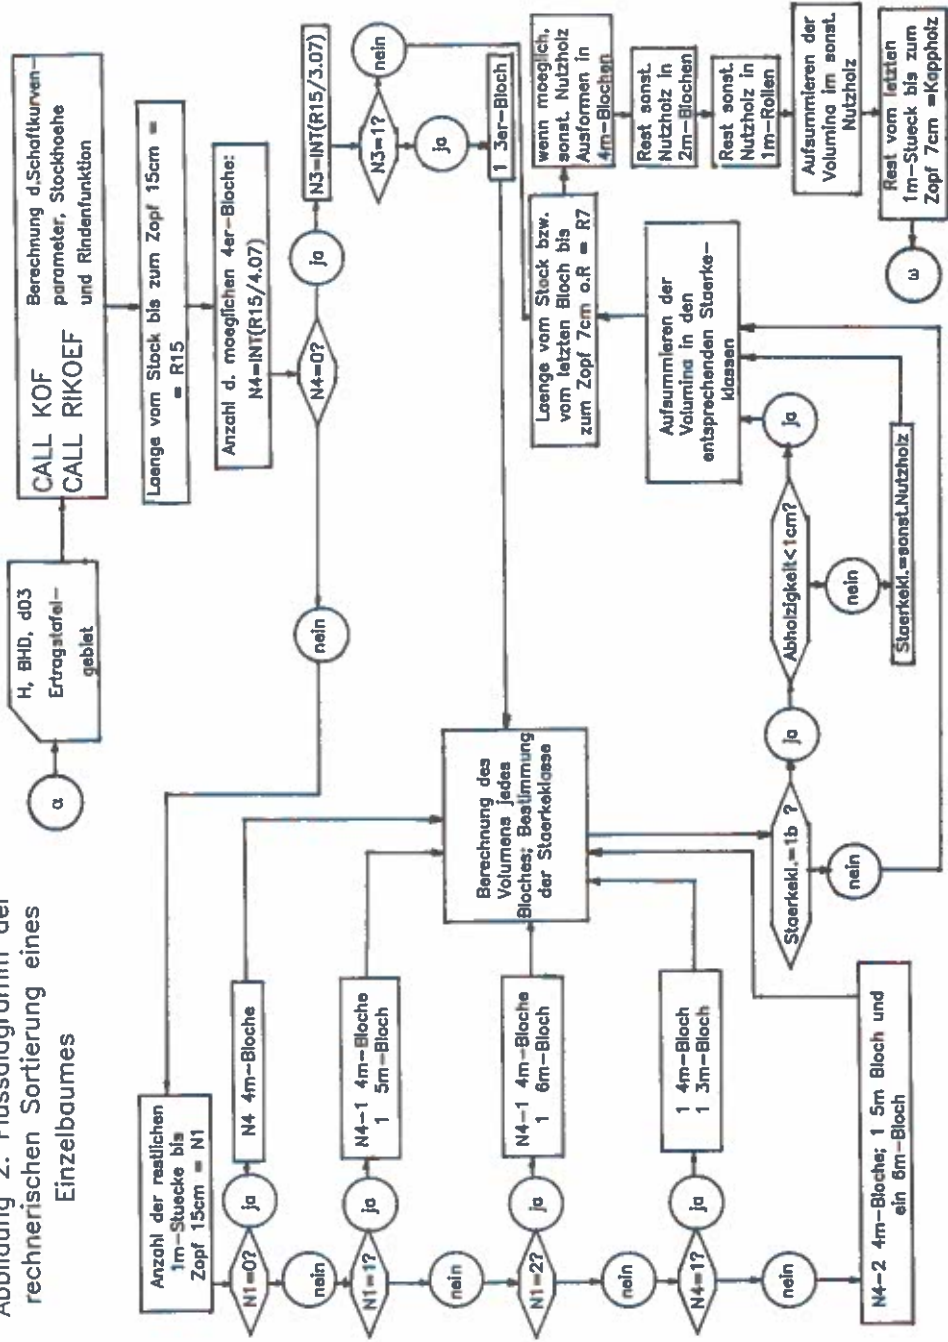 Abbildung 2: Flussdiagramm der
rechnerischen Sortierung eines
Einzelbaumes
α
H, BHD, d03
Ertragstafel-
gebiet
CALL KOF
CALL RIKOEF
Berechnung d.Schaftkurven-
parameter, Stockhoehe
und Rindenfunktion
Laenge vom Stock bis zum Zopf 15cm =
= R15
Anzahl d. moeglichen 4er-Bloche:
N4=INT(R15/4.07)
N4=0?
ja
nein
N3=INT(R15/3.07)
N3=1?
nein
ja
1 3er-Bloch
Anzahl der restlichen
1m-Stuecke bis
Zopf 15cm = N1
N1=0?
ja
N4 4m-Bloche
nein
N1=1?
ja
N4-1 4m-Bloche
1 5m-Bloch
nein
N1=2?
ja
N4-1 4m-Bloche
1 6m-Bloch
nein
N4=1?
ja
1 4m-Bloch
1 3m-Bloch
nein
N4-2 4m-Bloche; 1 5m Bloch und
ein 6m-Bloch
Berechnung des
Volumens jedes
Bloches; Bestimmung
der Staerkeklasse
Staerkekl.=1b ?
ja
nein
Abholzigkeit<1cm?
ja
nein
Staerkekl.=sonst.Nutzholz
Aufsummieren der
Volumina in den
entsprechenden Staerke-
klassen
Laenge vom Stock bzw.
vom letzten Bloch bis
zum Zopf 7cm o.R = R7
wenn moeglich,
sonst. Nutzholz
Ausformen in
4m-Blochen
Rest sonst.
Nutzholz in
2m-Blochen
Rest sonst.
Nutzholz in
1m-Rollen
Aufsummieren der
Volumina im sonst.
Nutzholz
Rest vom letzten
1m-Stueck bis zum
Zopf 7cm =Kappholz
ω